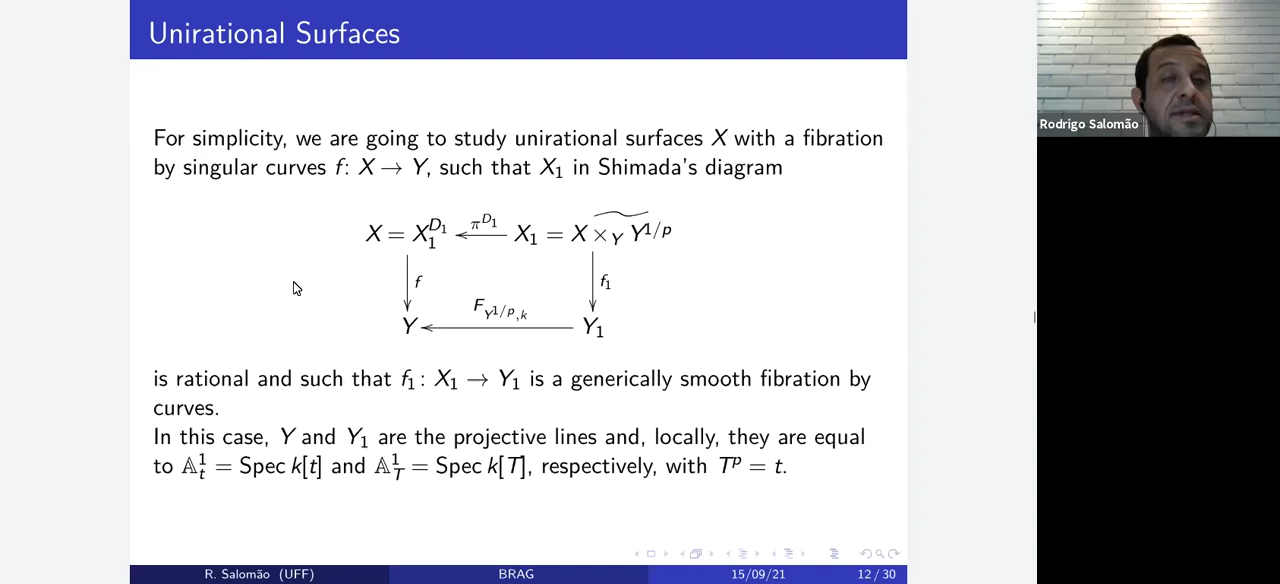 Unirational Surfaces
For simplicity, we are going to study unirational surfaces X with a fibration
by singular curves f: X → Y, such that X₁ in Shimada's diagram
X = X₁^{D₁} ←^{π^{D₁}} X₁ = \widetilde{X ×_Y Y^{1/p}}
f f₁
F_{Y^{1/p},k}
Y ← Y₁
is rational and such that f₁: X₁ → Y₁ is a generically smooth fibration by
curves.
In this case, Y and Y₁ are the projective lines and, locally, they are equal
to 𝔸¹_t = Spec k[t] and 𝔸¹_T = Spec k[T], respectively, with T^p = t.
R. Salomão (UFF) BRAG 15/09/21 12 / 30
Rodrigo Salomão